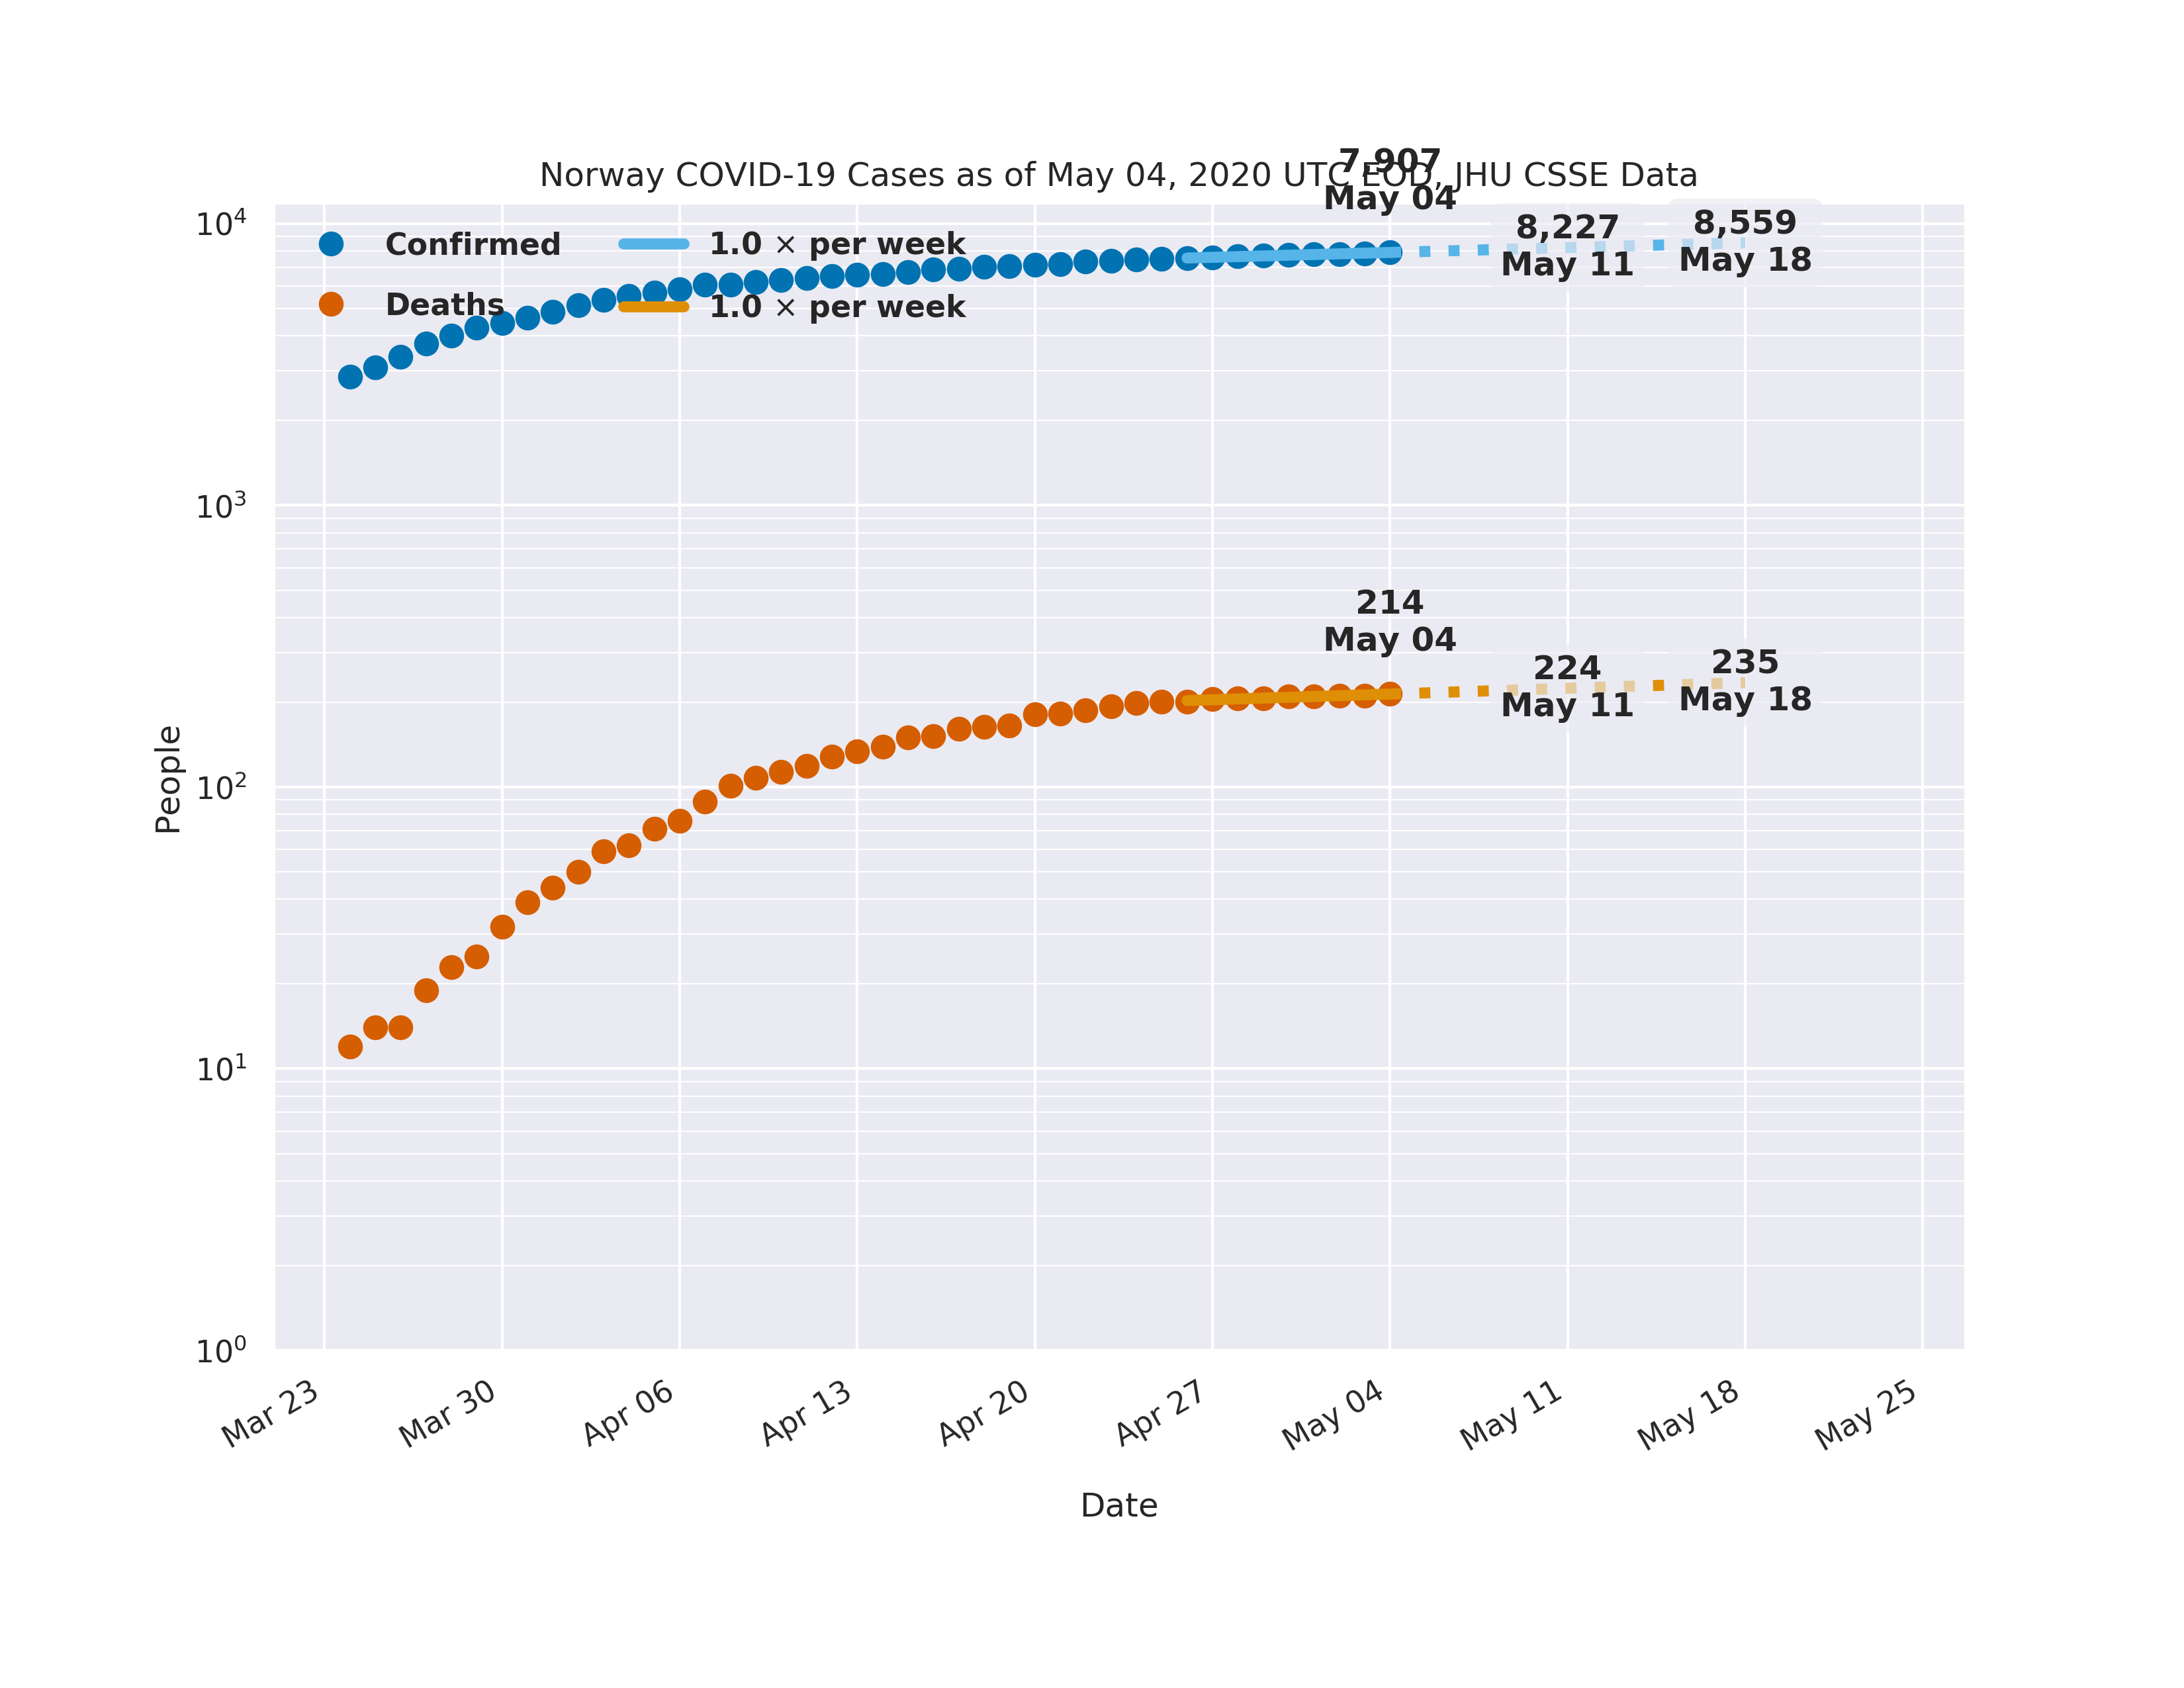 Norway COVID-19 Cases as of May 04, 2020 UTC EOD, JHU CSSE Data
7,907
May 04
8,227
May 11
8,559
May 18
Confirmed
Deaths
1.0 × per week
1.0 × per week
214
May 04
224
May 11
235
May 18
People
10⁴
10³
10²
10¹
10⁰
Mar 23
Mar 30
Apr 06
Apr 13
Apr 20
Apr 27
May 04
May 11
May 18
May 25
Date